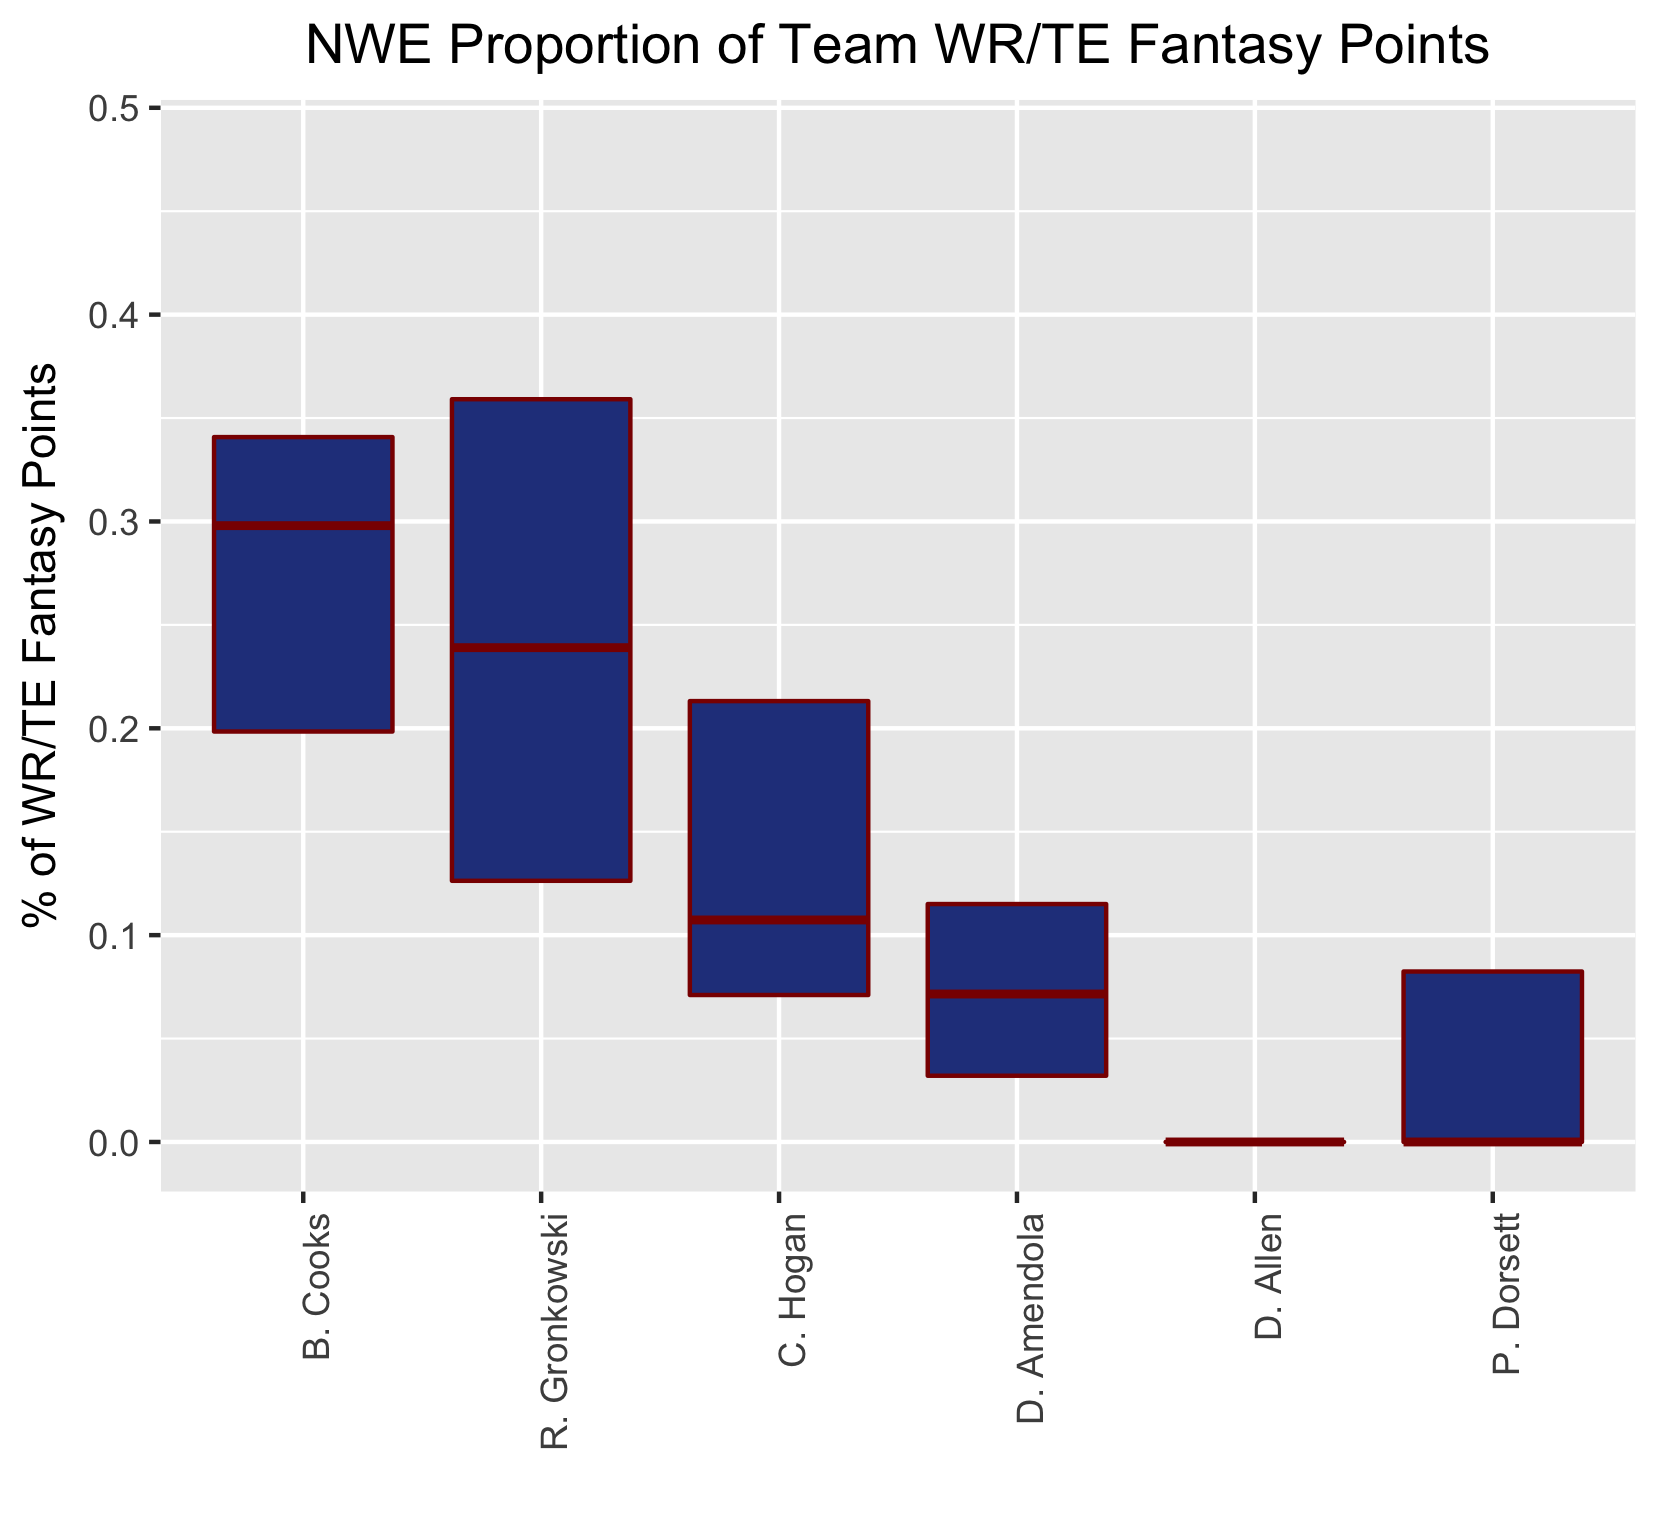 NWE Proportion of Team WR/TE Fantasy Points
% of WR/TE Fantasy Points
0.5
0.4
0.3
0.2
0.1
0.0
B. Cooks
R. Gronkowski
C. Hogan
D. Amendola
D. Allen
P. Dorsett